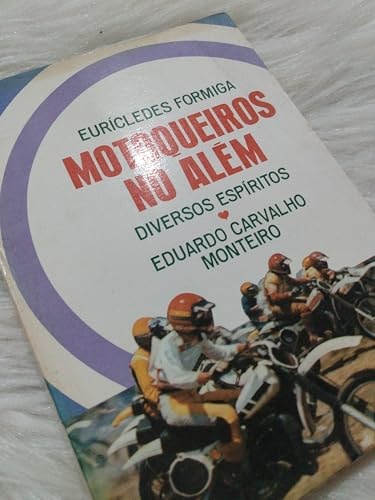 EURÍCLEDES FORMIGA
MOTOQUEIROS
NO ALÉM
DIVERSOS ESPÍRITOS
EDUARDO CARVALHO
MONTEIRO